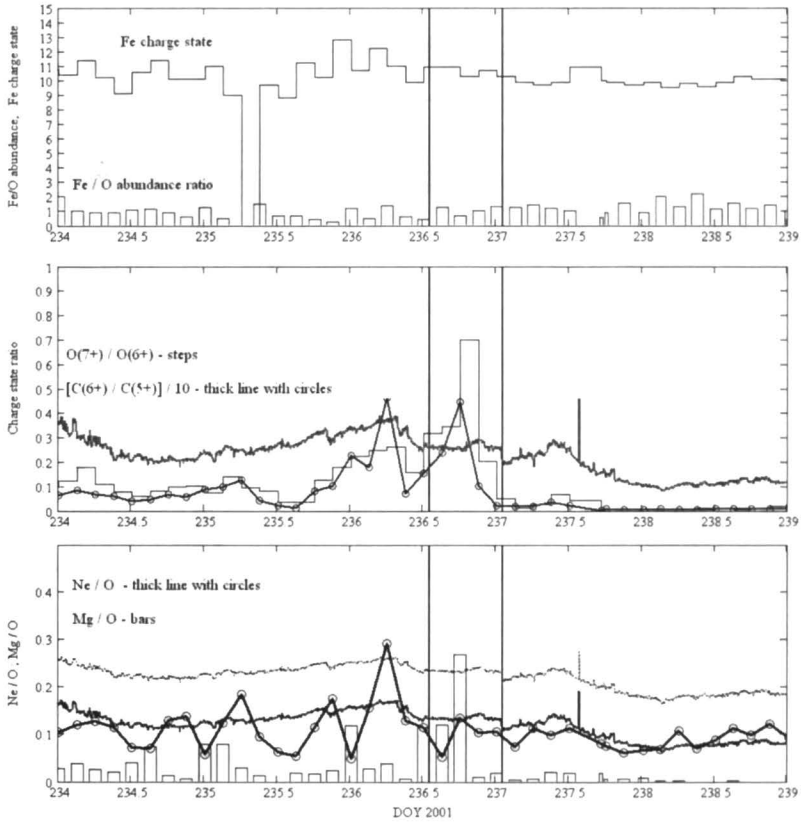 15
14
13
12
11
10
9
8
7
6
5
4
3
2
1
0
Fe/O abundance, Fe charge state
Fe charge state
Fe / O abundance ratio
234 234 5 235 235 5 236 236 5 237 237 5 238 238 5 239
1
0 9
0 8
0 7
0 6
0 5
0 4
0 3
0 2
0 1
0
Charge state ratio
O(7+) / O(6+) - steps
[C(6+) / C(5+)] / 10 - thick line with circles
234 234 5 235 235 5 236 236 5 237 237 5 238 238 5 239
0 4
0.3
0.2
0 1
0
Ne / O , Mg / O
Ne / O - thick line with circles
Mg / O - bars
234 234 5 235 235 5 236 236 5 237 237 5 238 238 5 239
DOY 2001